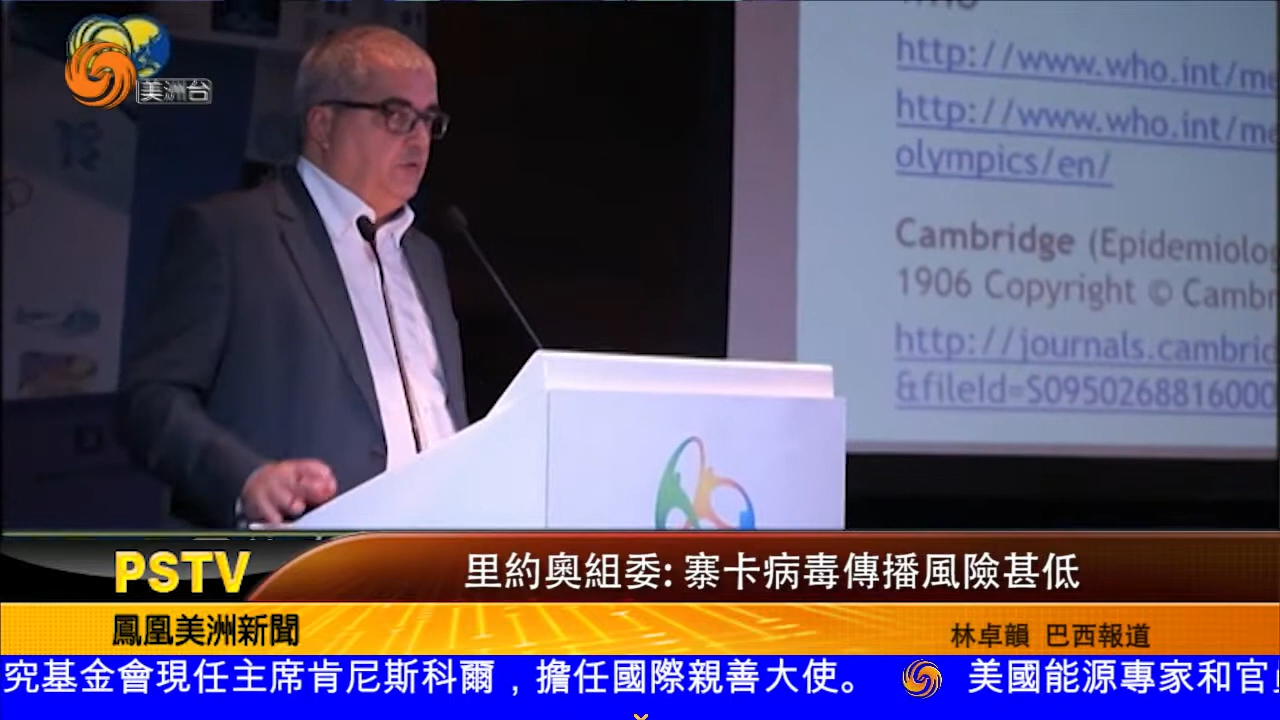 美洲台
http://www.who.int/me
http://www.who.int/me
olympics/en/
Cambridge (Epidemiolog
1906 Copyright © Cambr
http://journals.cambridg
&fileId=S0950268816000
PSTV
里約奧組委: 寨卡病毒傳播風險甚低
鳳凰美洲新聞
林卓韻 巴西報道
究基金會現任主席肯尼斯科爾，擔任國際親善大使。
美國能源專家和官